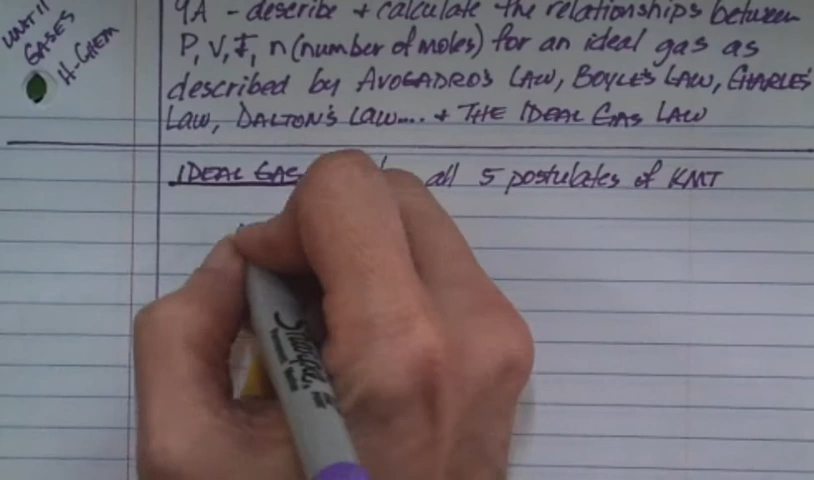 UNIT 11
GASES
H-CHEM
9A - describe + calculate the relationships between
P, V, T, n (number of moles) for an ideal gas as
described by AVOGADRO'S LAW, BOYLE'S LAW, CHARLES'
LAW, DALTON'S LAW.... + THE IDEAL GAS LAW
IDEAL GAS all 5 postulates of KMT
Sharpie